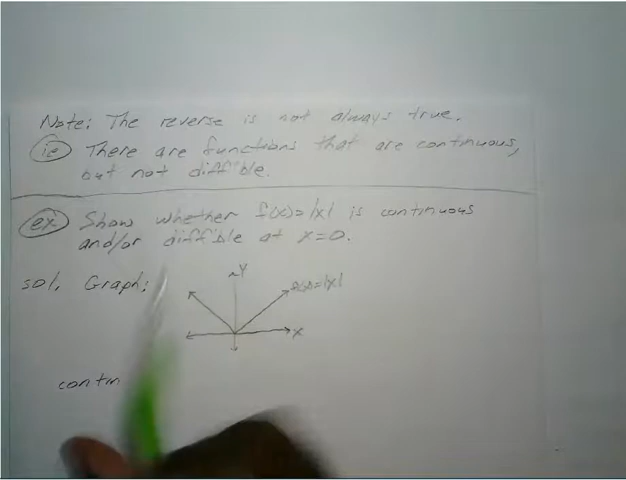 Note: The reverse is not always true.
ie There are functions that are continuous,
but not diff'ble.
ex. Show whether f(x)=|x| is continuous
and/or diff'ble at x=0.
sol. Graph:
Y
f(x)=|x|
X
contin